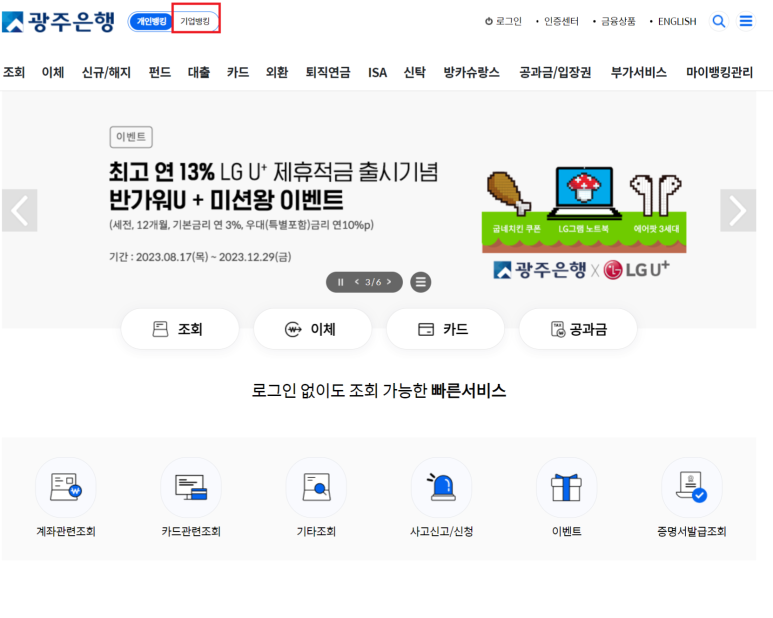 광주은행 개인뱅킹 기업뱅킹 로그인 • 인증센터 • 금융상품 • ENGLISH
조회 이체 신규/해지 펀드 대출 카드 외환 퇴직연금 ISA 신탁 방카슈랑스 공과금/입장권 부가서비스 마이뱅킹관리
이벤트
최고 연 13% LG U⁺ 제휴적금 출시기념
반가워U + 미션왕 이벤트
(세전, 12개월, 기본금리 연 3%, 우대(특별포함)금리 연10%p)
기간 : 2023.08.17(목) ~ 2023.12.29(금)
굽네치킨 쿠폰 LG그램 노트북 에어팟 3세대
광주은행 X LG U⁺
3/6
조회 이체 카드 공과금
로그인 없이도 조회 가능한 빠른서비스
계좌관련조회 카드관련조회 기타조회 사고신고/신청 이벤트 증명서발급조회